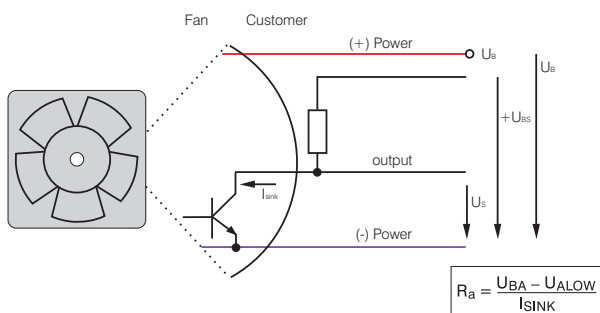 Fan Customer
(+) Power
UB
UB
+UBS
output
Isink
US
(-) Power
Ra = UBA – UALOW
ISINK